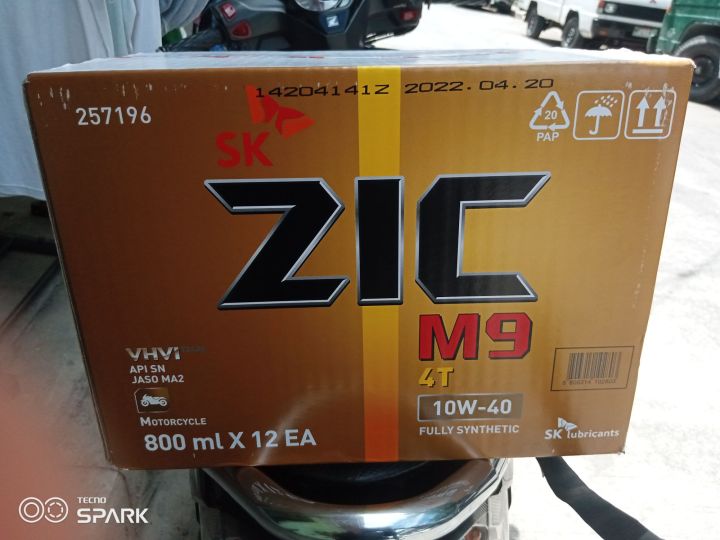 14204141Z 2022.04.20
257196
20
PAP
SK
ZIC
M9
4T
10W-40
FULLY SYNTHETIC
VHVI
API SN
JASO MA2
MOTORCYCLE
800 ml X 12 EA
SK lubricants
TECNO
SPARK